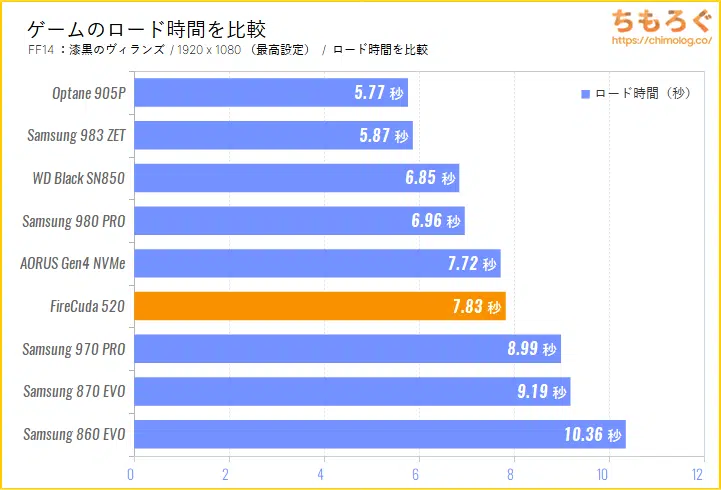 ゲームのロード時間を比較
ちもろぐ
https://chimolog.co/
FF14 : 漆黒のヴィランズ / 1920 x 1080 (最高設定) / ロード時間を比較
ロード時間(秒)
Optane 905P 5.77 秒
Samsung 983 ZET 5.87 秒
WD Black SN850 6.85 秒
Samsung 980 PRO 6.96 秒
AORUS Gen4 NVMe 7.72 秒
FireCuda 520 7.83 秒
Samsung 970 PRO 8.99 秒
Samsung 870 EVO 9.19 秒
Samsung 860 EVO 10.36 秒
0 2 4 6 8 10 12